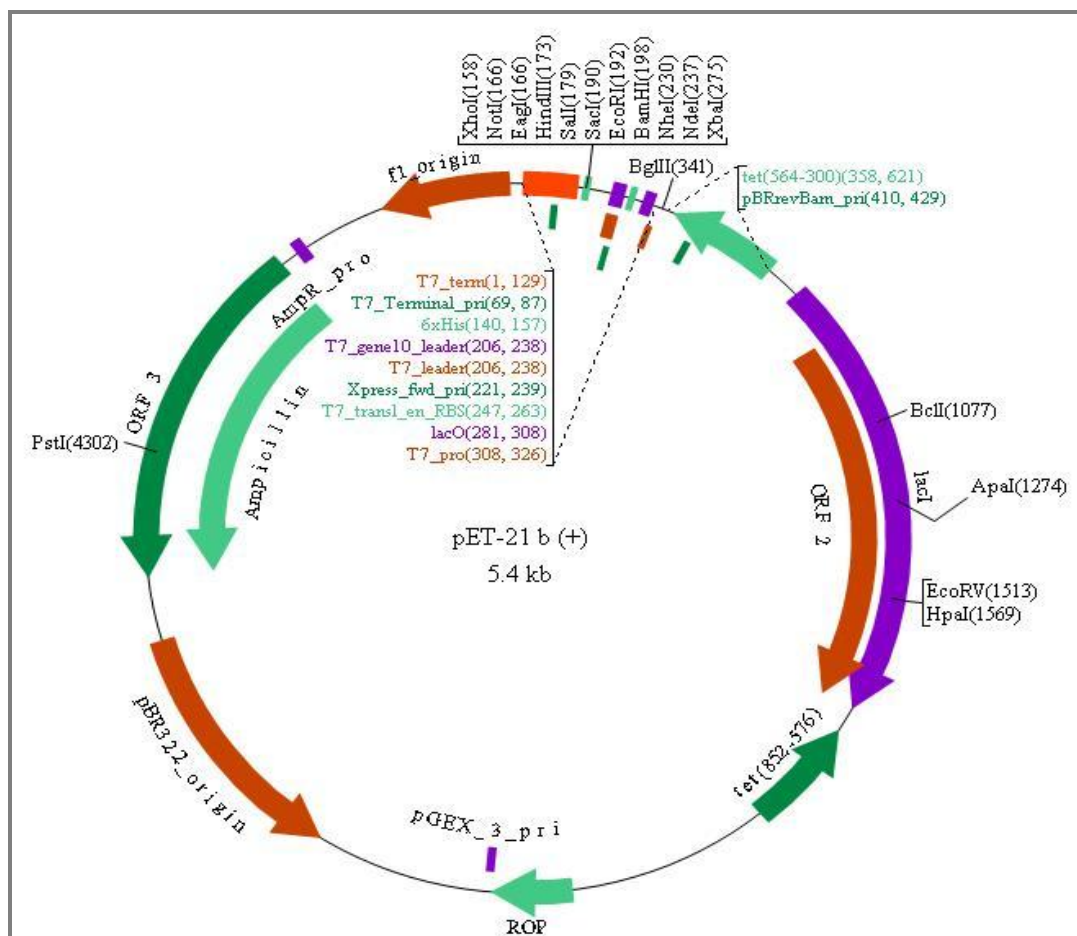 XhoI(158)
NotI(166)
EagI(166)
HindIII(173)
SalI(179)
SacI(190)
EcoRI(192)
BamHI(198)
NheI(230)
NdeI(237)
XbaI(275)
f1_origin
BglII(341)
tet(564-300)(358, 621)
pBRrevBam_pri(410, 429)
AmpR_pro
T7_term(1, 129)
T7_Terminal_pri(69, 87)
6xHis(140, 157)
T7_gene10_leader(206, 238)
T7_leader(206, 238)
Xpress_fwd_pri(221, 239)
T7_transl_en_RBS(247, 263)
lacO(281, 308)
T7_pro(308, 326)
ORF 3
Ampicillin
PstI(4302)
BclI(1077)
lacI
ApaI(1274)
ORF 2
pET-21 b (+)
5.4 kb
EcoRV(1513)
HpaI(1569)
tet(852..576)
pBR322_origin
pGEX_3_pri
ROP